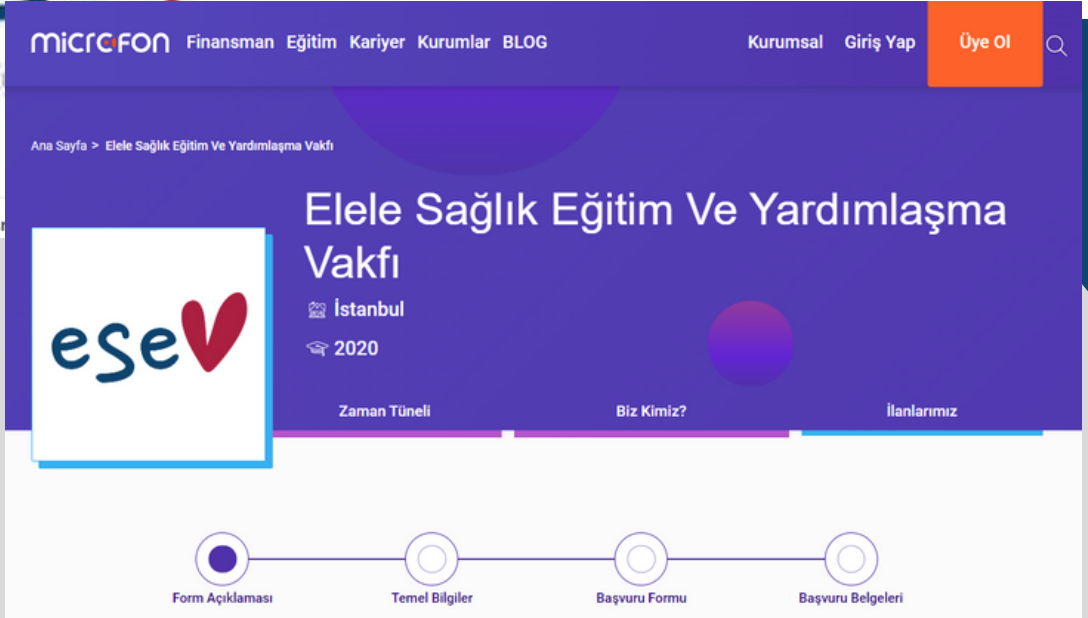 microfon Finansman Eğitim Kariyer Kurumlar BLOG Kurumsal Giriş Yap Üye Ol
Ana Sayfa > Elele Sağlık Eğitim Ve Yardımlaşma Vakfı
Elele Sağlık Eğitim Ve Yardımlaşma
Vakfı
İstanbul
2020
esev
Zaman Tüneli Biz Kimiz? İlanlarımız
Form Açıklaması Temel Bilgiler Başvuru Formu Başvuru Belgeleri